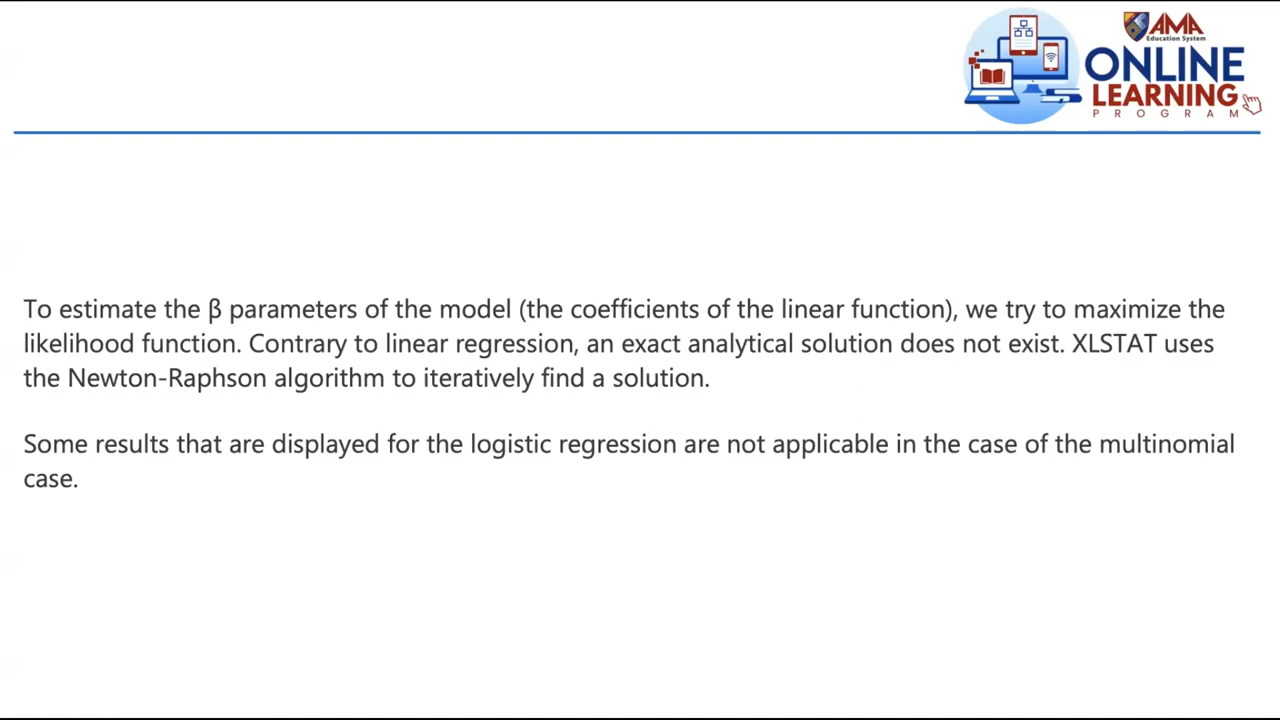 AMA
Education System
ONLINE
LEARNING
PROGRAM
To estimate the β parameters of the model (the coefficients of the linear function), we try to maximize the
likelihood function. Contrary to linear regression, an exact analytical solution does not exist. XLSTAT uses
the Newton-Raphson algorithm to iteratively find a solution.
Some results that are displayed for the logistic regression are not applicable in the case of the multinomial
case.